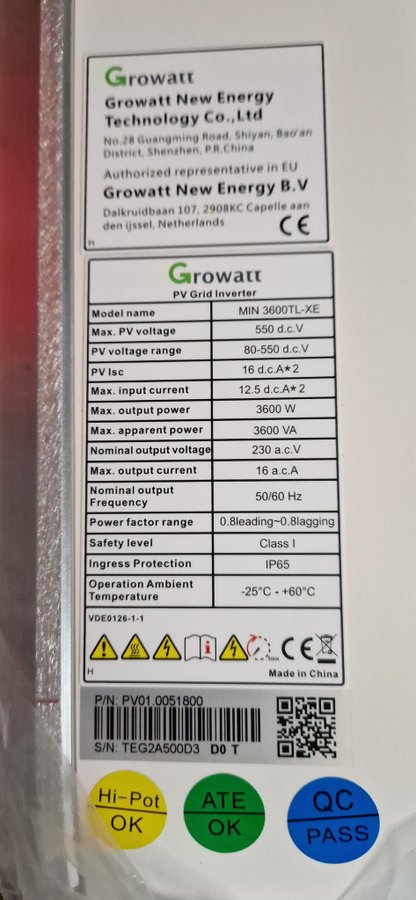 Growatt
Growatt New Energy
Technology Co.,Ltd
No.28 Guangming Road, Shiyan, Bao'an
District, Shenzhen, P.R.China
Authorized representative in EU
Growatt New Energy B.V
Dalkruidbaan 107, 2908KC Capelle aan
den ijssel, Netherlands
CE
H
Growatt
PV Grid Inverter
Model name MIN 3600TL-XE
Max. PV voltage 550 d.c.V
PV voltage range 80-550 d.c.V
PV Isc 16 d.c.A*2
Max. input current 12.5 d.c.A*2
Max. output power 3600 W
Max. apparent power 3600 VA
Nominal output voltage 230 a.c.V
Max. output current 16 a.c.A
Nominal output
Frequency 50/60 Hz
Power factor range 0.8leading~0.8lagging
Safety level Class I
Ingress Protection IP65
Operation Ambient
Temperature -25°C - +60°C
VDE0126-1-1
CE
H Made in China
P/N: PV01.0051800
S/N: TEG2A500D3 D0 T
Hi-Pot
OK
ATE
OK
QC
PASS